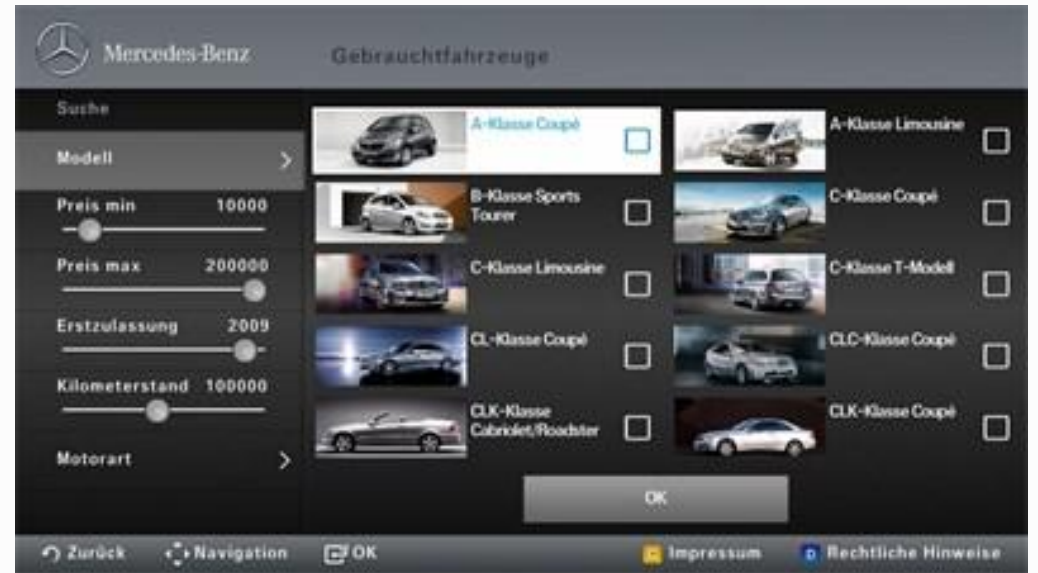 Mercedes-Benz
Gebrauchtfahrzeuge
Suche
Modell
Preis min 10000
Preis max 200000
Erstzulassung 2009
Kilometerstand 100000
Motorart
A-Klasse Coupé
A-Klasse Limousine
B-Klasse Sports
Tourer
C-Klasse Coupé
C-Klasse Limousine
C-Klasse T-Modell
CL-Klasse Coupé
CLC-Klasse Coupé
CLK-Klasse
Cabriolet/Roadster
CLK-Klasse Coupé
OK
Zurück
Navigation
OK
Impressum
D Rechtliche Hinweise